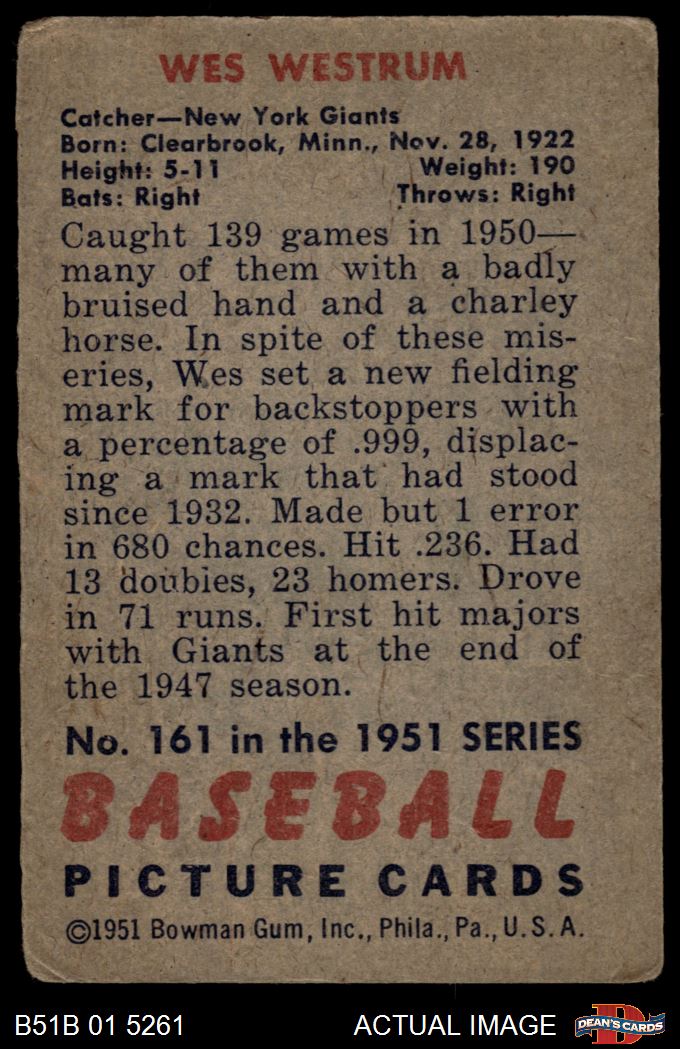 WES WESTRUM
Catcher—New York Giants
Born: Clearbrook, Minn., Nov. 28, 1922
Height: 5-11 Weight: 190
Bats: Right Throws: Right
Caught 139 games in 1950—
many of them with a badly
bruised hand and a charley
horse. In spite of these mis-
eries, Wes set a new fielding
mark for backstoppers with
a percentage of .999, displac-
ing a mark that had stood
since 1932. Made but 1 error
in 680 chances. Hit .236. Had
13 doubies, 23 homers. Drove
in 71 runs. First hit majors
with Giants at the end of
the 1947 season.
No. 161 in the 1951 SERIES
BASEBALL
PICTURE CARDS
©1951 Bowman Gum, Inc., Phila., Pa., U.S.A.
B51B 01 5261 ACTUAL IMAGE DEAN'S CARDS